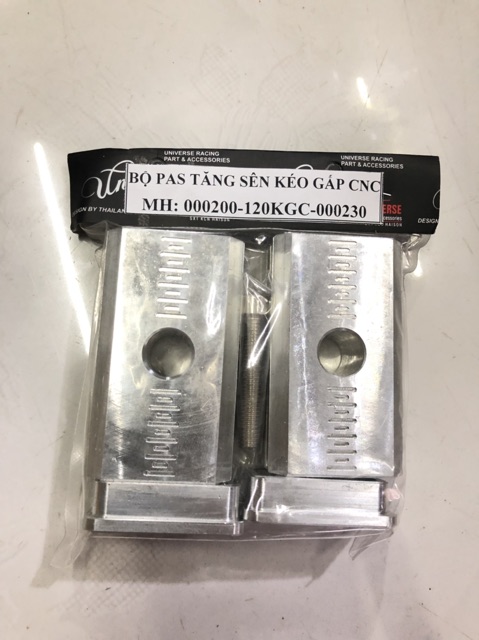 UNIVERSE RACING
PART & ACCESSORIES
UNIVERSE RACING
PART & ACCESSORIES
BỘ PAS TĂNG SÊN KÉO GẤP CNC
MH: 000200-120KGC-000230